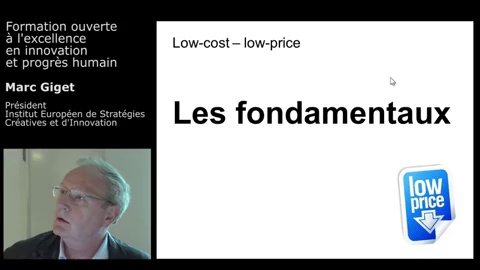 Formation ouverte
à l'excellence
en innovation
et progrès humain
Marc Giget
Président
Institut Européen de Stratégies
Créatives et d'Innovation
Low-cost – low-price
Les fondamentaux
low
price